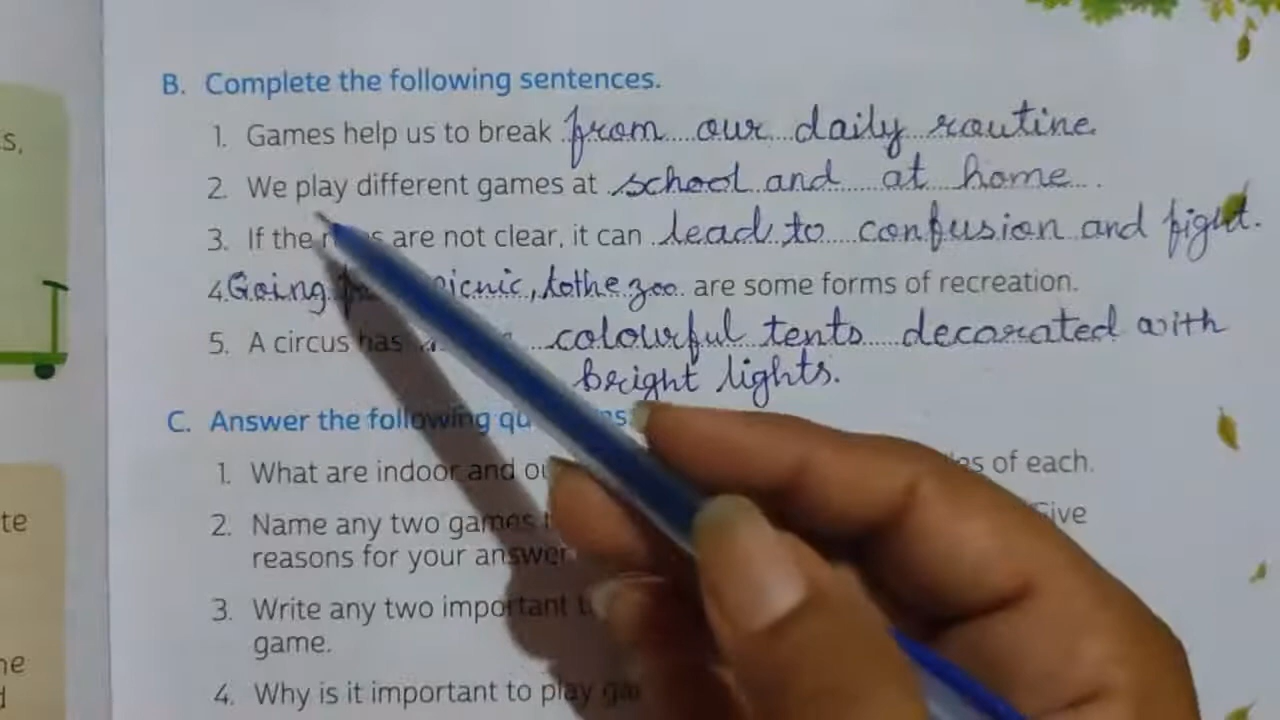 s,
B. Complete the following sentences.
1. Games help us to break from our daily routine.
2. We play different games at school and at home.
3. If the are not clear, it can lead to confusion and fight.
4. Going picnic, to the zoo. are some forms of recreation.
5. A circus has colourful tents decorated with
bright lights.
C. Answer the following
1. What are indoor and of each.
te
2. Name any two games Give
reasons for your answer
3. Write any two important
game.
ne
4. Why is it important to play